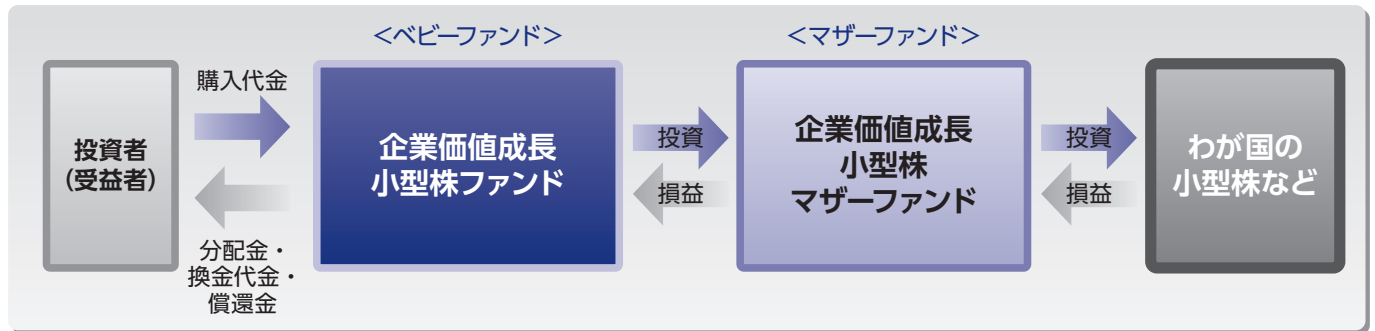 ＜ベビーファンド＞
＜マザーファンド＞
投資者
（受益者）
購入代金
分配金・
換金代金・
償還金
企業価値成長
小型株ファンド
投資
損益
企業価値成長
小型株
マザーファンド
投資
損益
わが国の
小型株など